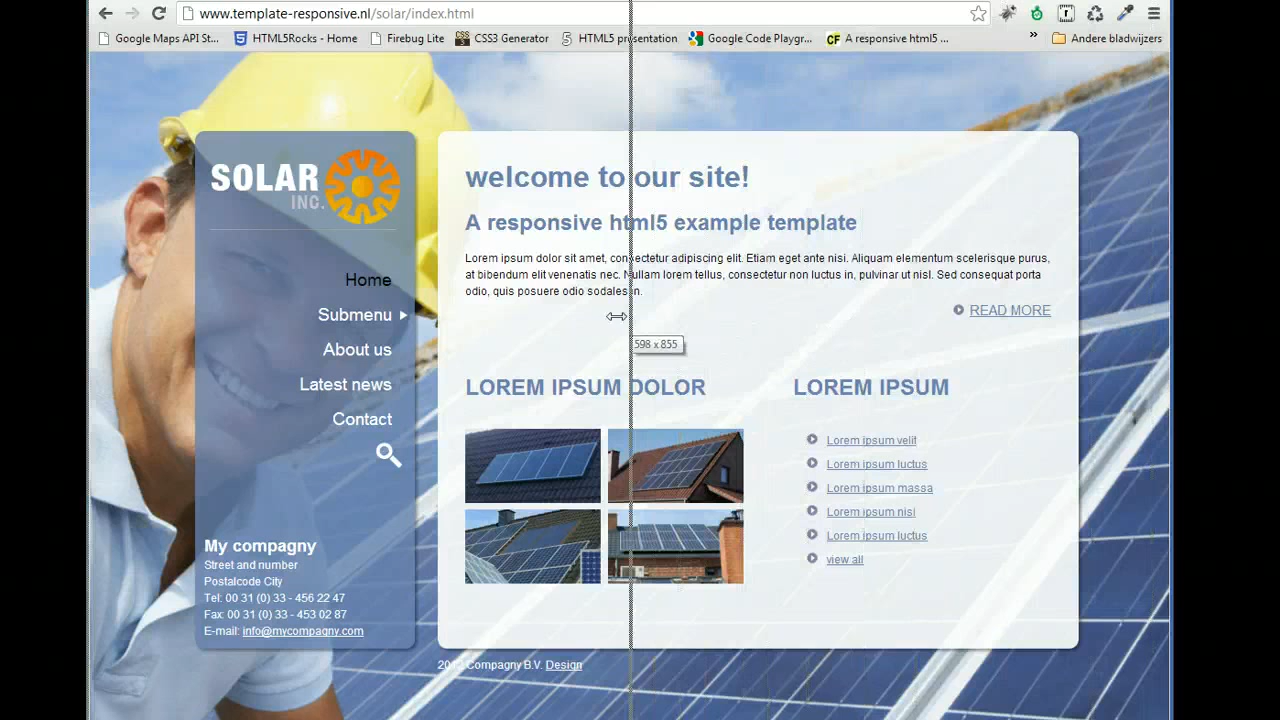 www.template-responsive.nl/solar/index.html
Google Maps API St... HTML5Rocks - Home Firebug Lite CSS3 Generator HTML5 presentation Google Code Playgr... A responsive html5 ... » Andere bladwijzers
SOLAR
INC.
Home
Submenu
About us
Latest news
Contact
My compagny
Street and number
Postalcode City
Tel: 00 31 (0) 33 - 456 22 47
Fax: 00 31 (0) 33 - 453 02 87
E-mail: info@mycompagny.com
welcome to our site!
A responsive html5 example template
Lorem ipsum dolor sit amet, consectetur adipiscing elit. Etiam eget ante nisi. Aliquam elementum scelerisque purus,
at bibendum elit venenatis nec. Nullam lorem tellus, consectetur non luctus in, pulvinar ut nisl. Sed consequat porta
odio, quis posuere odio sodales in.
READ MORE
598 x 855
LOREM IPSUM DOLOR
LOREM IPSUM
Lorem ipsum velit
Lorem ipsum luctus
Lorem ipsum massa
Lorem ipsum nisi
Lorem ipsum luctus
view all
Compagny B.V. Design